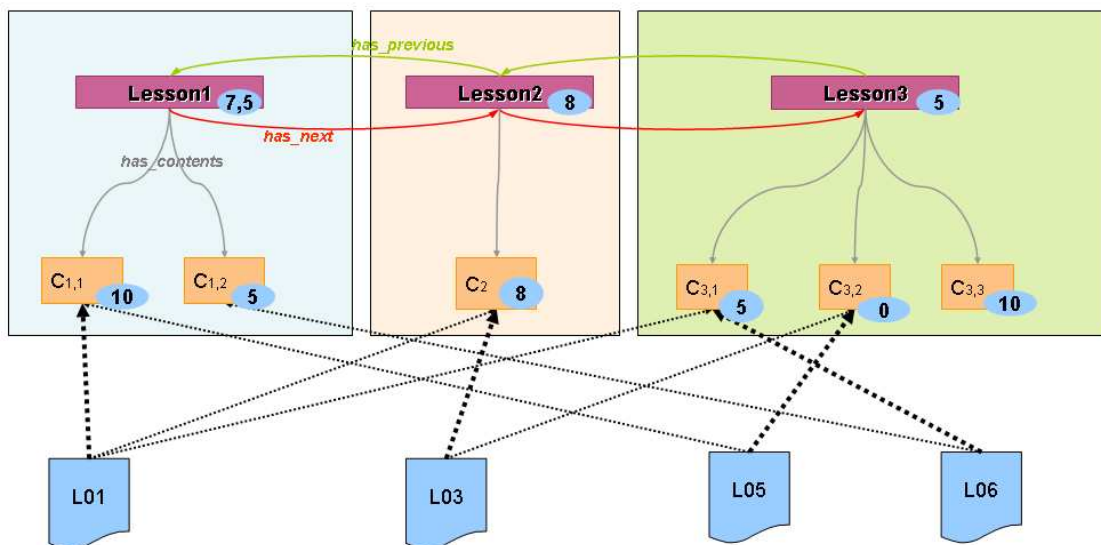 has_previous
Lesson1
7,5
Lesson2
8
Lesson3
5
has_next
has_contents
C1,1
10
C1,2
5
C2
8
C3,1
5
C3,2
0
C3,3
10
L01
L03
L05
L06